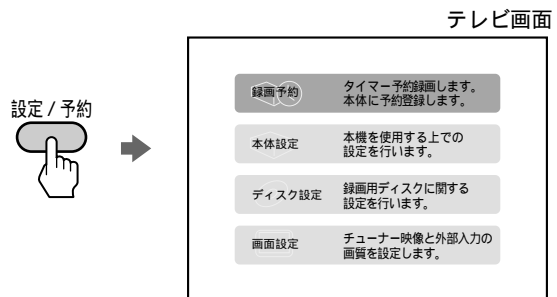 テレビ画面
設定 / 予約
録画予約
タイマー予約録画します。
本体に予約登録します。
本体設定
本機を使用する上での
設定を行います。
ディスク設定
録画用ディスクに関する
設定を行います。
画面設定
チューナー映像と外部入力の
画質を設定します。